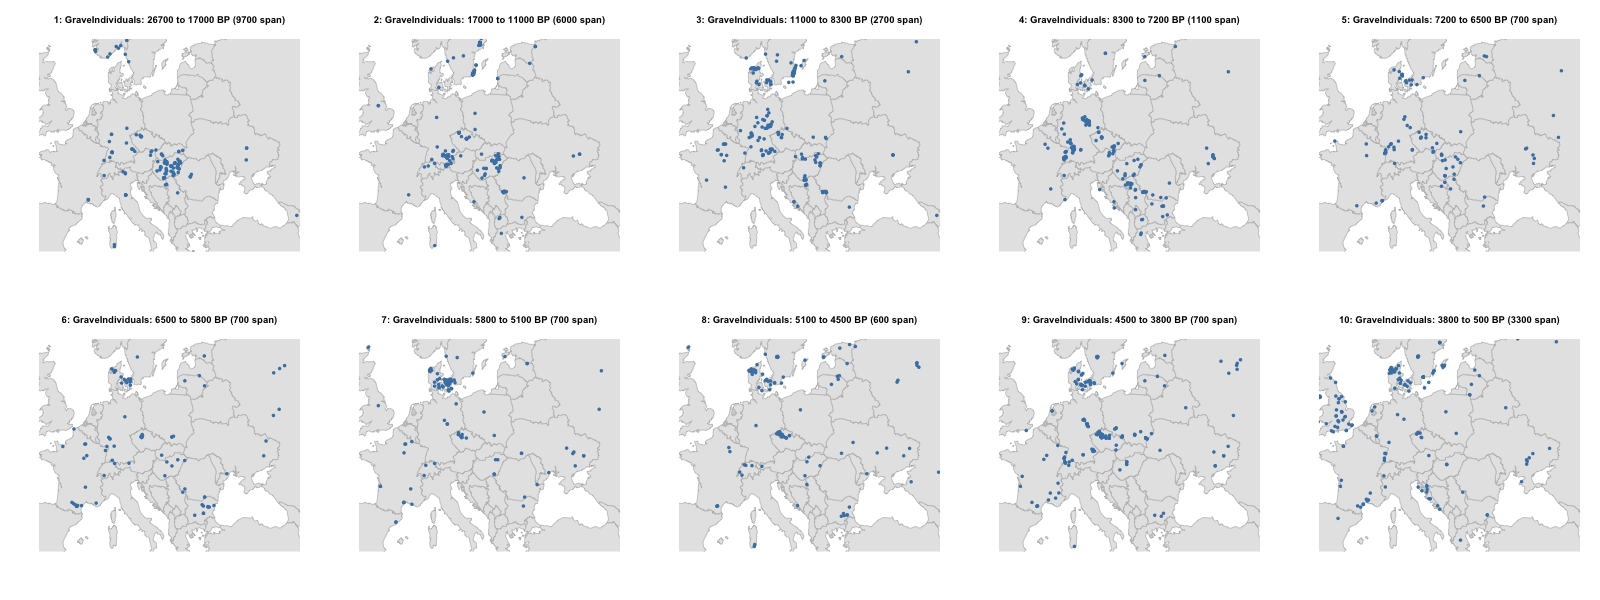 1: GraveIndividuals: 26700 to 17000 BP (9700 span)
2: GraveIndividuals: 17000 to 11000 BP (6000 span)
3: GraveIndividuals: 11000 to 8300 BP (2700 span)
4: GraveIndividuals: 8300 to 7200 BP (1100 span)
5: GraveIndividuals: 7200 to 6500 BP (700 span)
6: GraveIndividuals: 6500 to 5800 BP (700 span)
7: GraveIndividuals: 5800 to 5100 BP (700 span)
8: GraveIndividuals: 5100 to 4500 BP (600 span)
9: GraveIndividuals: 4500 to 3800 BP (700 span)
10: GraveIndividuals: 3800 to 500 BP (3300 span)